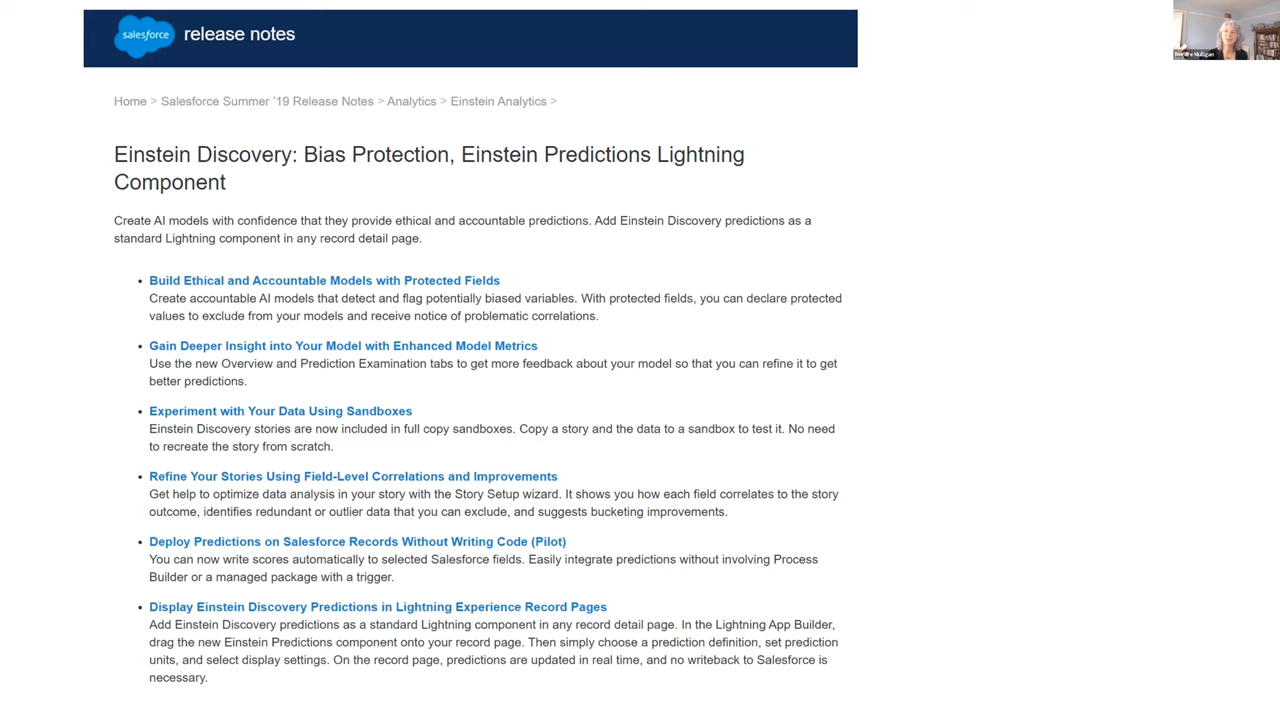 salesforce release notes
Deirdre Mulligan
Home > Salesforce Summer '19 Release Notes > Analytics > Einstein Analytics >
Einstein Discovery: Bias Protection, Einstein Predictions Lightning
Component
Create AI models with confidence that they provide ethical and accountable predictions. Add Einstein Discovery predictions as a
standard Lightning component in any record detail page.
• Build Ethical and Accountable Models with Protected Fields
Create accountable AI models that detect and flag potentially biased variables. With protected fields, you can declare protected
values to exclude from your models and receive notice of problematic correlations.
• Gain Deeper Insight into Your Model with Enhanced Model Metrics
Use the new Overview and Prediction Examination tabs to get more feedback about your model so that you can refine it to get
better predictions.
• Experiment with Your Data Using Sandboxes
Einstein Discovery stories are now included in full copy sandboxes. Copy a story and the data to a sandbox to test it. No need
to recreate the story from scratch.
• Refine Your Stories Using Field-Level Correlations and Improvements
Get help to optimize data analysis in your story with the Story Setup wizard. It shows you how each field correlates to the story
outcome, identifies redundant or outlier data that you can exclude, and suggests bucketing improvements.
• Deploy Predictions on Salesforce Records Without Writing Code (Pilot)
You can now write scores automatically to selected Salesforce fields. Easily integrate predictions without involving Process
Builder or a managed package with a trigger.
• Display Einstein Discovery Predictions in Lightning Experience Record Pages
Add Einstein Discovery predictions as a standard Lightning component in any record detail page. In the Lightning App Builder,
drag the new Einstein Predictions component onto your record page. Then simply choose a prediction definition, set prediction
units, and select display settings. On the record page, predictions are updated in real time, and no writeback to Salesforce is
necessary.